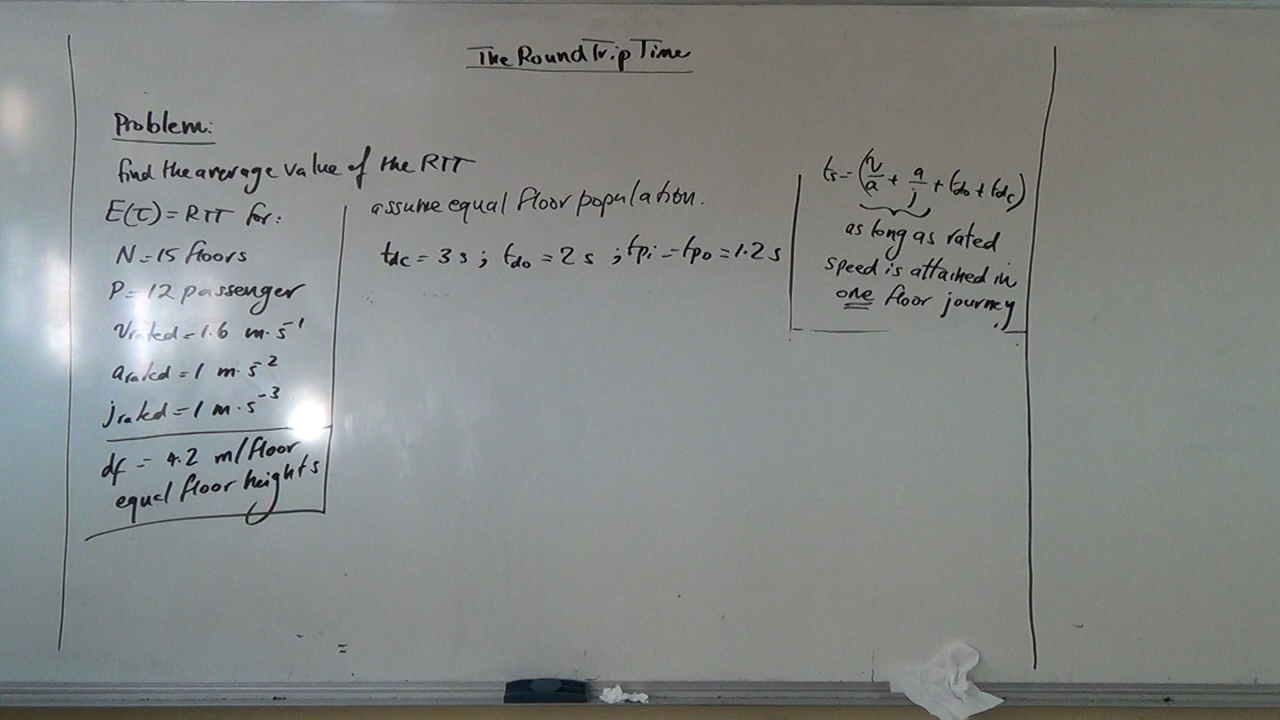 The Round Trip Time
Problem:
find the average value of the RTT
E(τ) = RTT for:
N = 15 floors
P = 12 passenger
Vrated = 1.6 m·s⁻¹
arated = 1 m·s⁻²
jrated = 1 m·s⁻³
df = 4.2 m/floor
equal floor heights
assume equal floor population.
tdc = 3 s ; tdo = 2 s ; tpi = tpo = 1.2 s
ts = (v/a + a/j + tdo + tdc)
as long as rated
speed is attained in
one floor journey
=